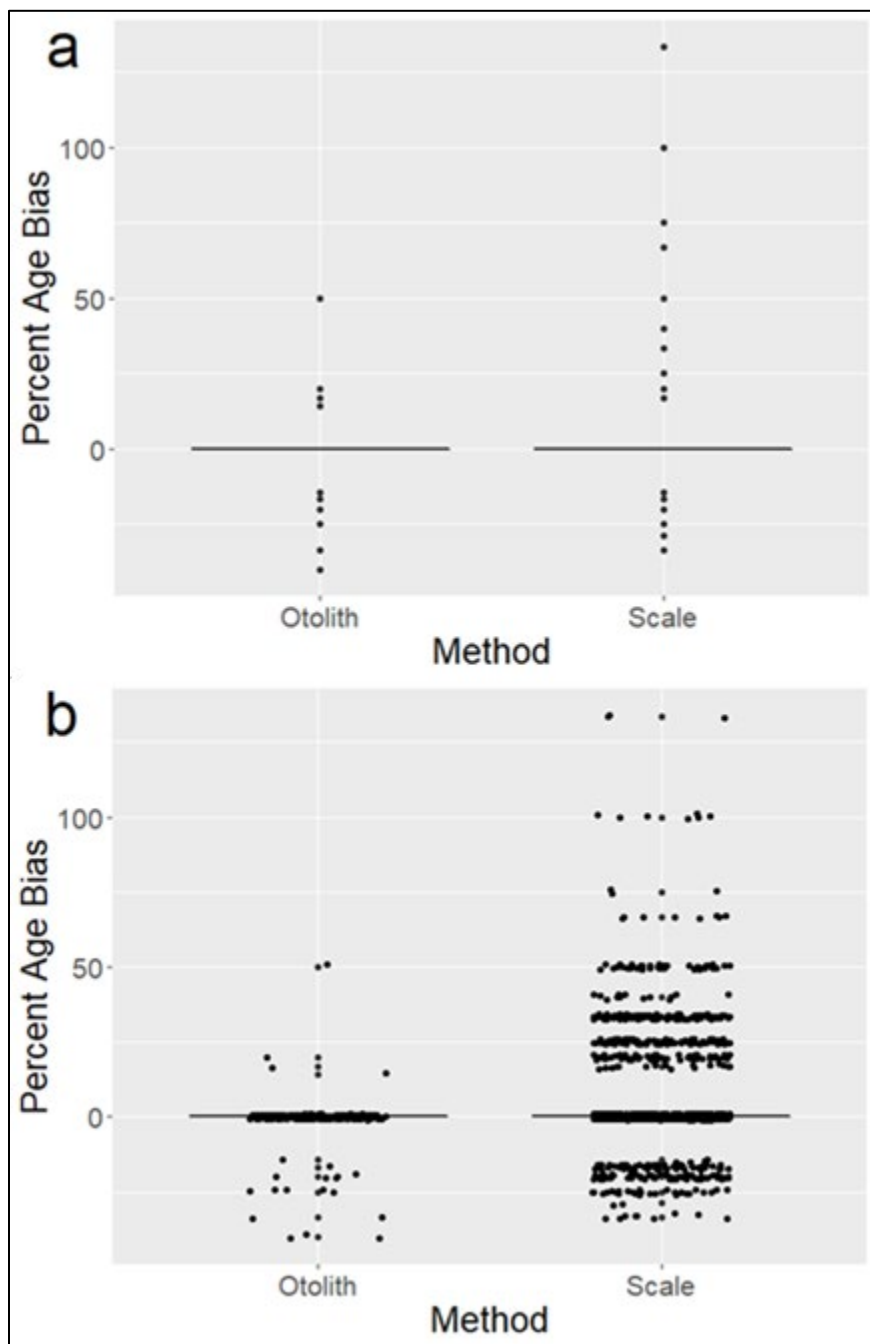 a
Percent Age Bias
100
50
0
Otolith Scale
Method
b
Percent Age Bias
100
50
0
Otolith Scale
Method